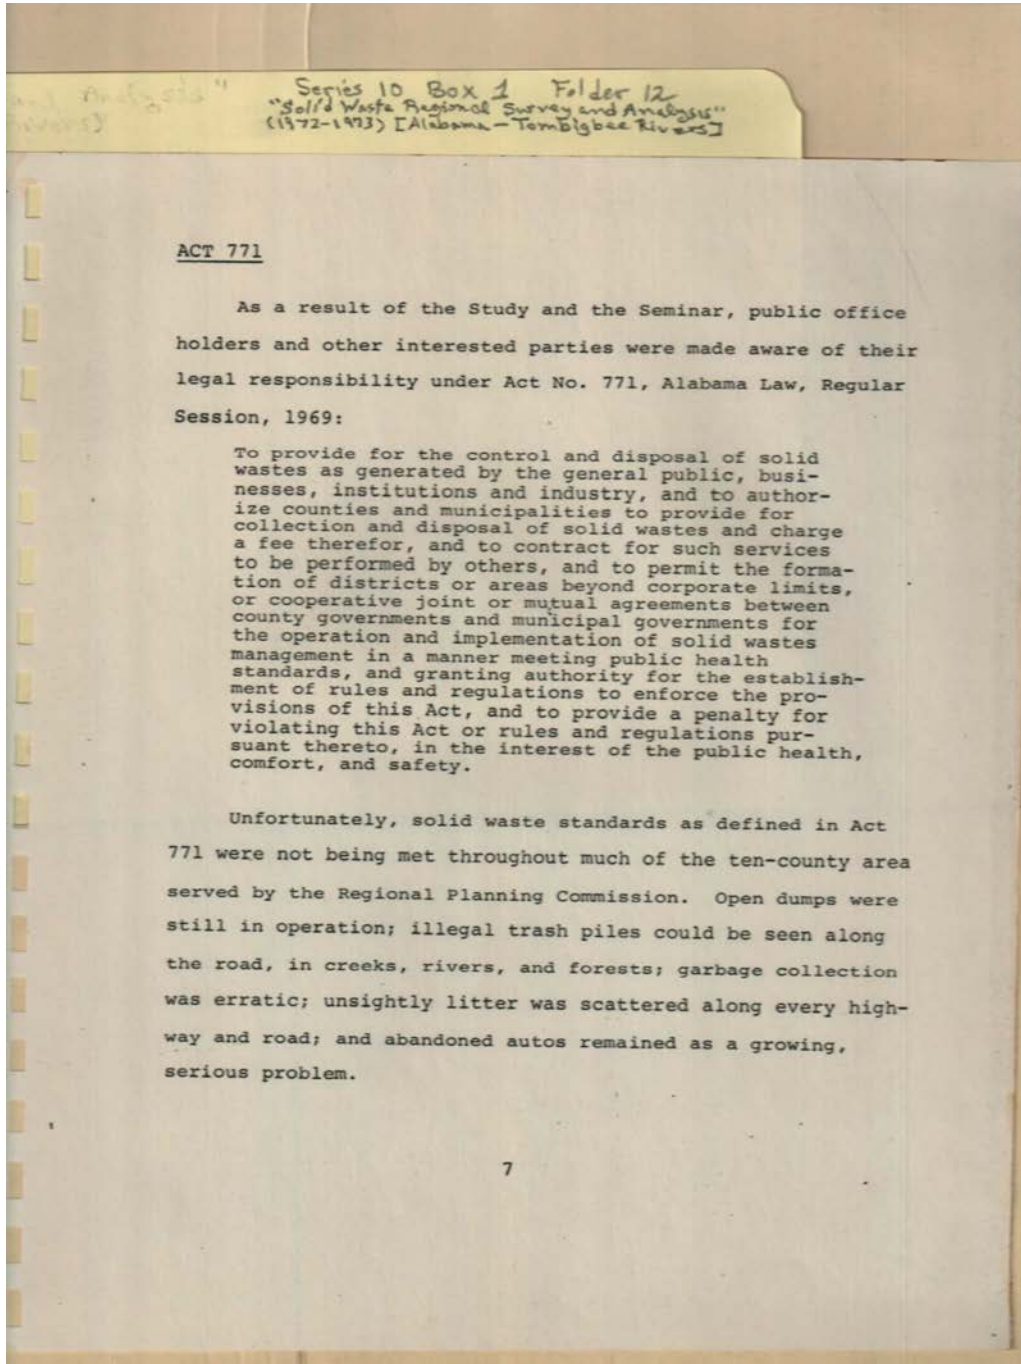 Series 10 Box 1 Folder 12
"Solid Waste Regional Survey and Analysis"
(1972-1973) [Alabama - Tombigbee Rivers]
ACT 771
As a result of the Study and the Seminar, public office
holders and other interested parties were made aware of their
legal responsibility under Act No. 771, Alabama Law, Regular
Session, 1969:
To provide for the control and disposal of solid
wastes as generated by the general public, busi-
nesses, institutions and industry, and to author-
ize counties and municipalities to provide for
collection and disposal of solid wastes and charge
a fee therefor, and to contract for such services
to be performed by others, and to permit the forma-
tion of districts or areas beyond corporate limits,
or cooperative joint or mutual agreements between
county governments and municipal governments for
the operation and implementation of solid wastes
management in a manner meeting public health
standards, and granting authority for the establish-
ment of rules and regulations to enforce the pro-
visions of this Act, and to provide a penalty for
violating this Act or rules and regulations pur-
suant thereto, in the interest of the public health,
comfort, and safety.
Unfortunately, solid waste standards as defined in Act
771 were not being met throughout much of the ten-county area
served by the Regional Planning Commission. Open dumps were
still in operation; illegal trash piles could be seen along
the road, in creeks, rivers, and forests; garbage collection
was erratic; unsightly litter was scattered along every high-
way and road; and abandoned autos remained as a growing,
serious problem.
7